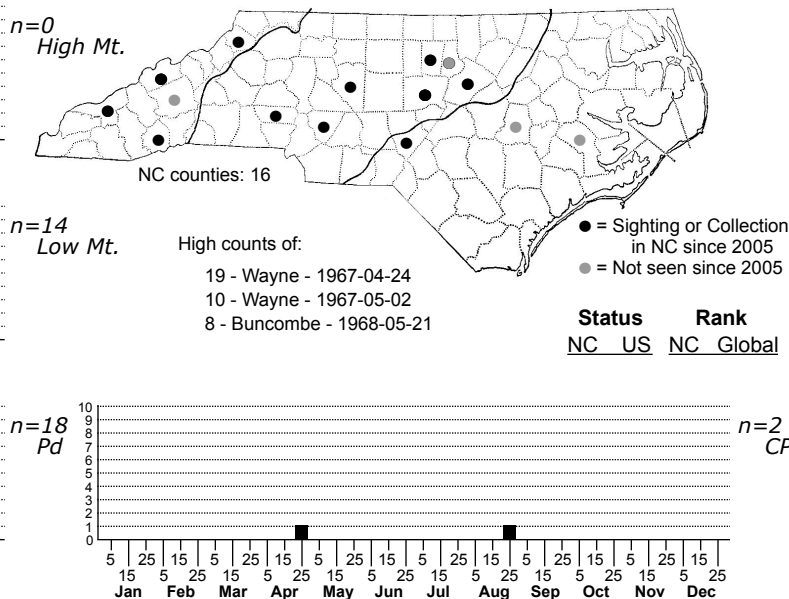 n=0
High Mt.
NC counties: 16
n=14
Low Mt.
High counts of:
19 - Wayne - 1967-04-24
10 - Wayne - 1967-05-02
8 - Buncombe - 1968-05-21
= Sighting or Collection
in NC since 2005
= Not seen since 2005
Status Rank
NC US NC Global
n=18
Pd
10
9
8
7
6
5
4
3
2
1
0
n=2
CP
5 25 15 5 25 15 5 25 15 5 25 15 5 25 15 5 25 15
15 5 25 15 5 25 15 5 25 15 5 25 15 5 25 15 5 25
Jan Feb Mar Apr May Jun Jul Aug Sep Oct Nov Dec